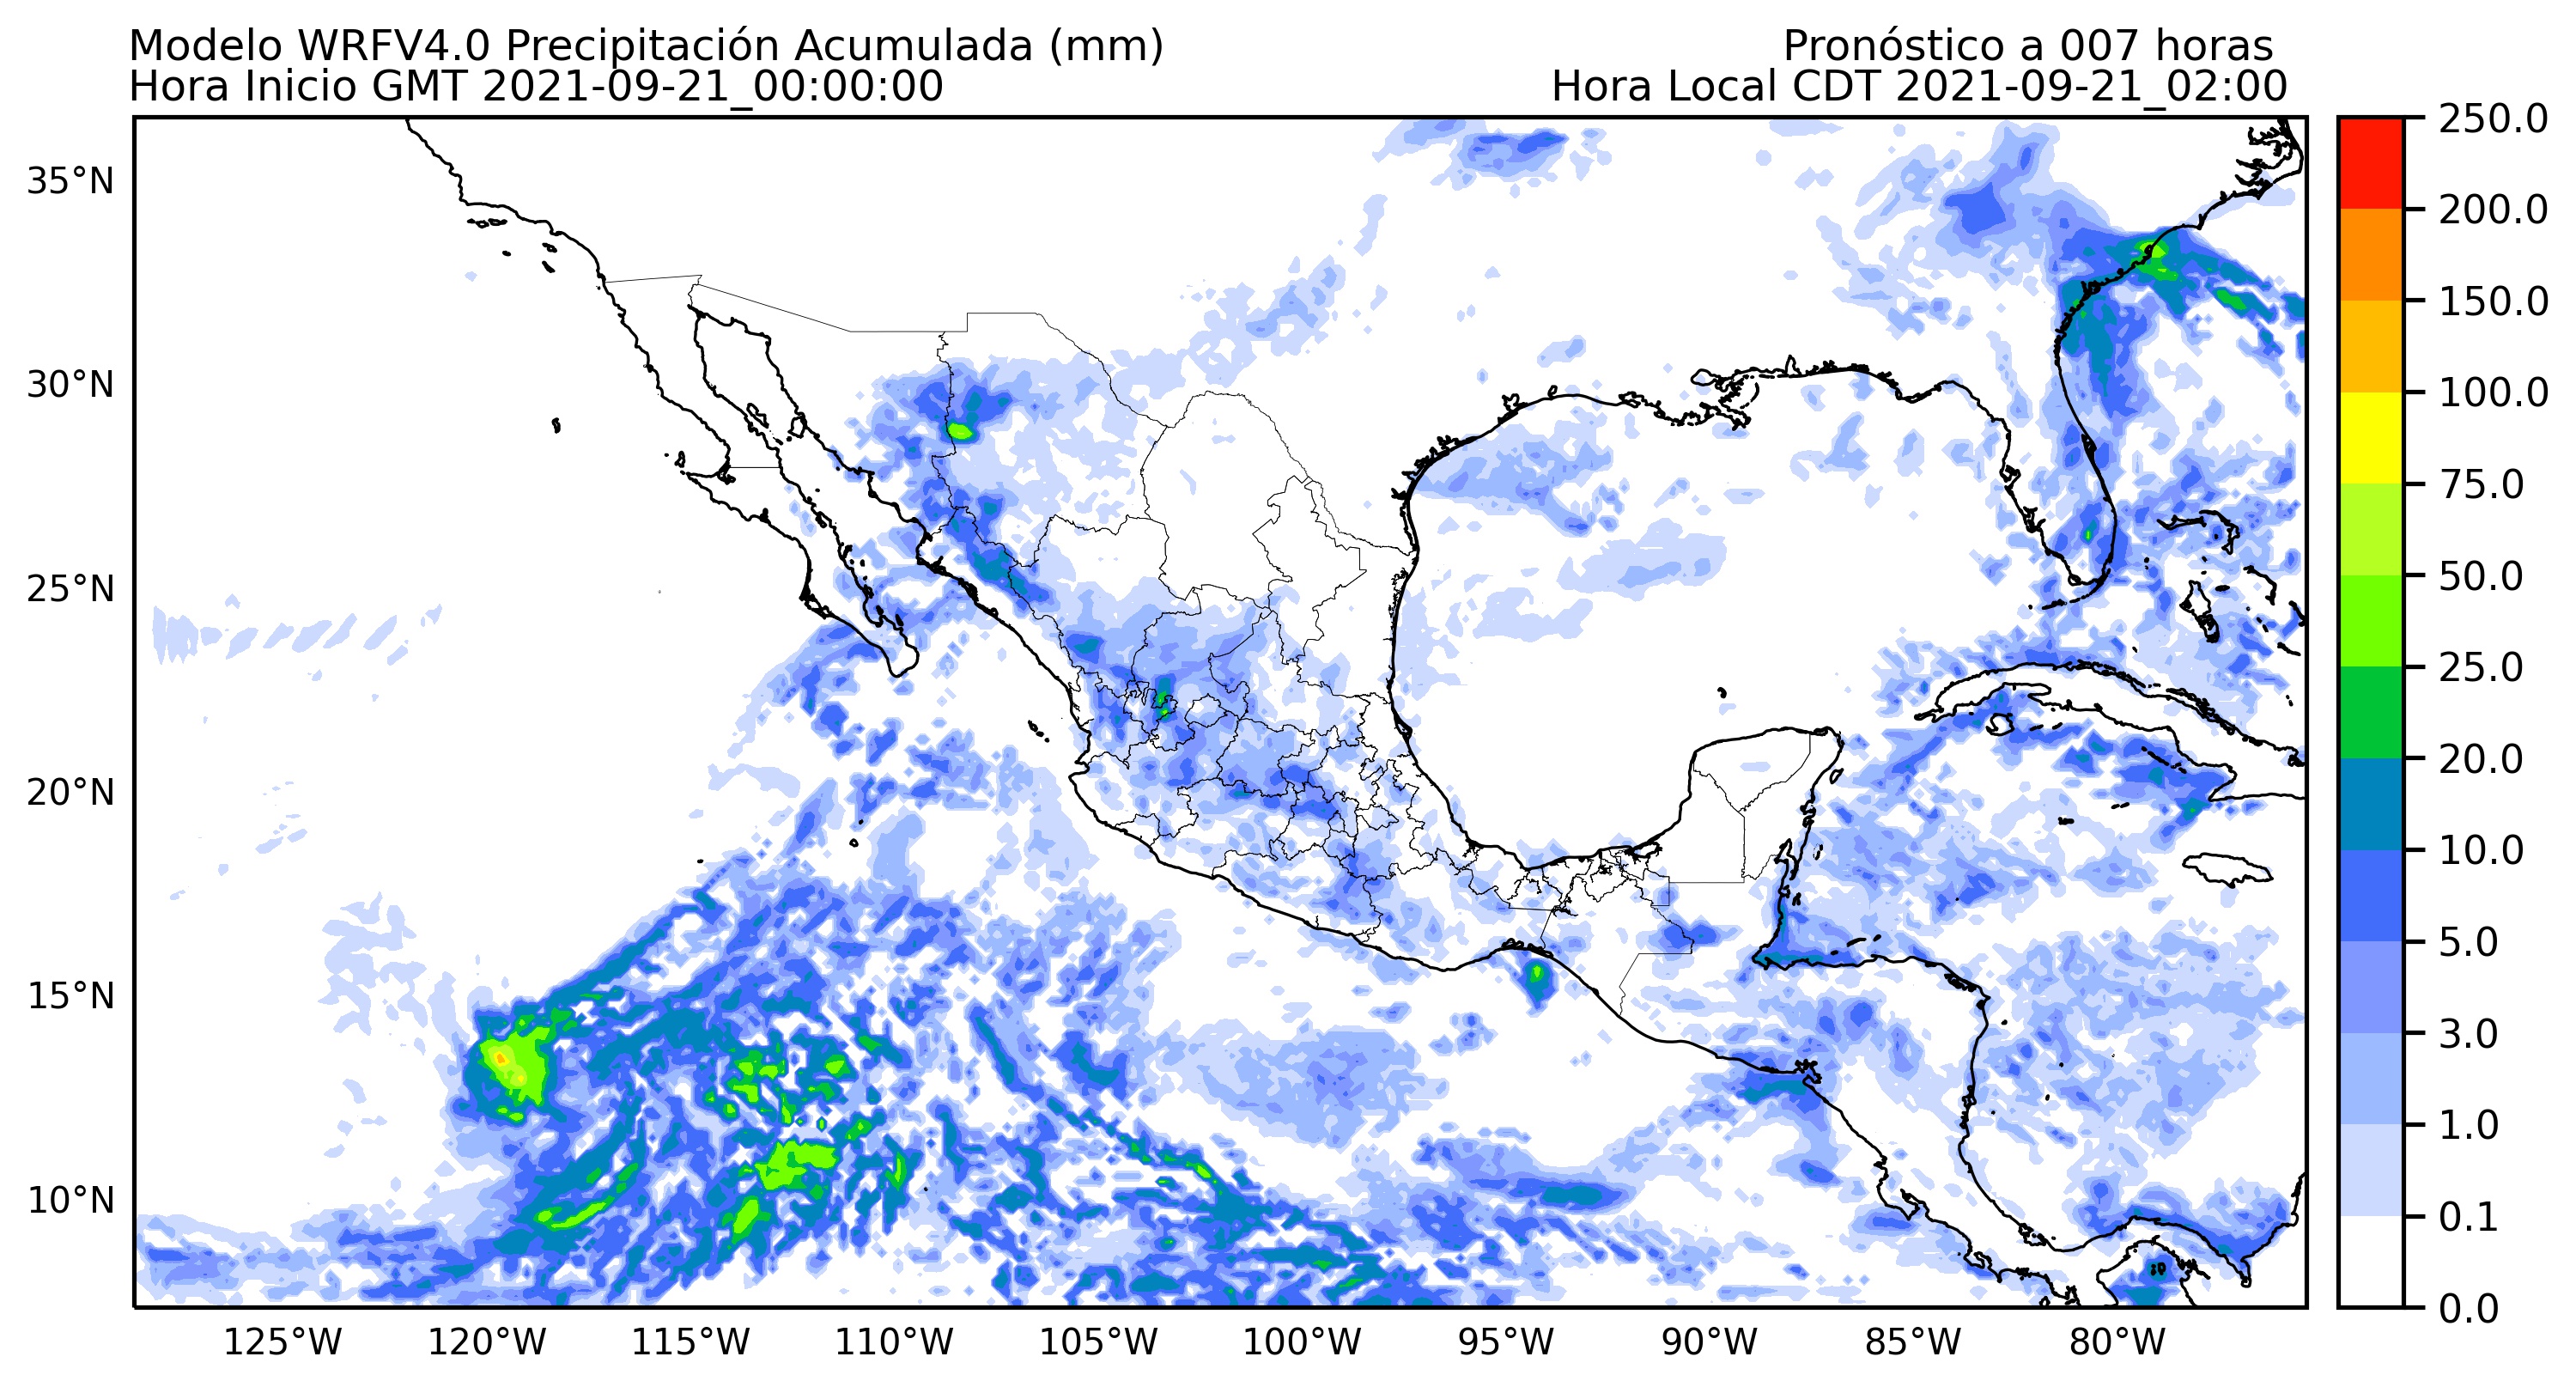 Modelo WRFV4.0 Precipitación Acumulada (mm)
Hora Inicio GMT 2021-09-21_00:00:00
Pronóstico a 007 horas
Hora Local CDT 2021-09-21_02:00
35°N
30°N
25°N
20°N
15°N
10°N
125°W
120°W
115°W
110°W
105°W
100°W
95°W
90°W
85°W
80°W
250.0
200.0
150.0
100.0
75.0
50.0
25.0
20.0
10.0
5.0
3.0
1.0
0.1
0.0